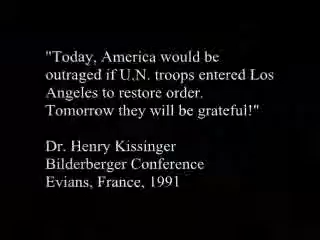 "Today, America would be
outraged if U.N. troops entered Los
Angeles to restore order.
Tomorrow they will be grateful!"
Dr. Henry Kissinger
Bilderberger Conference
Evians, France, 1991